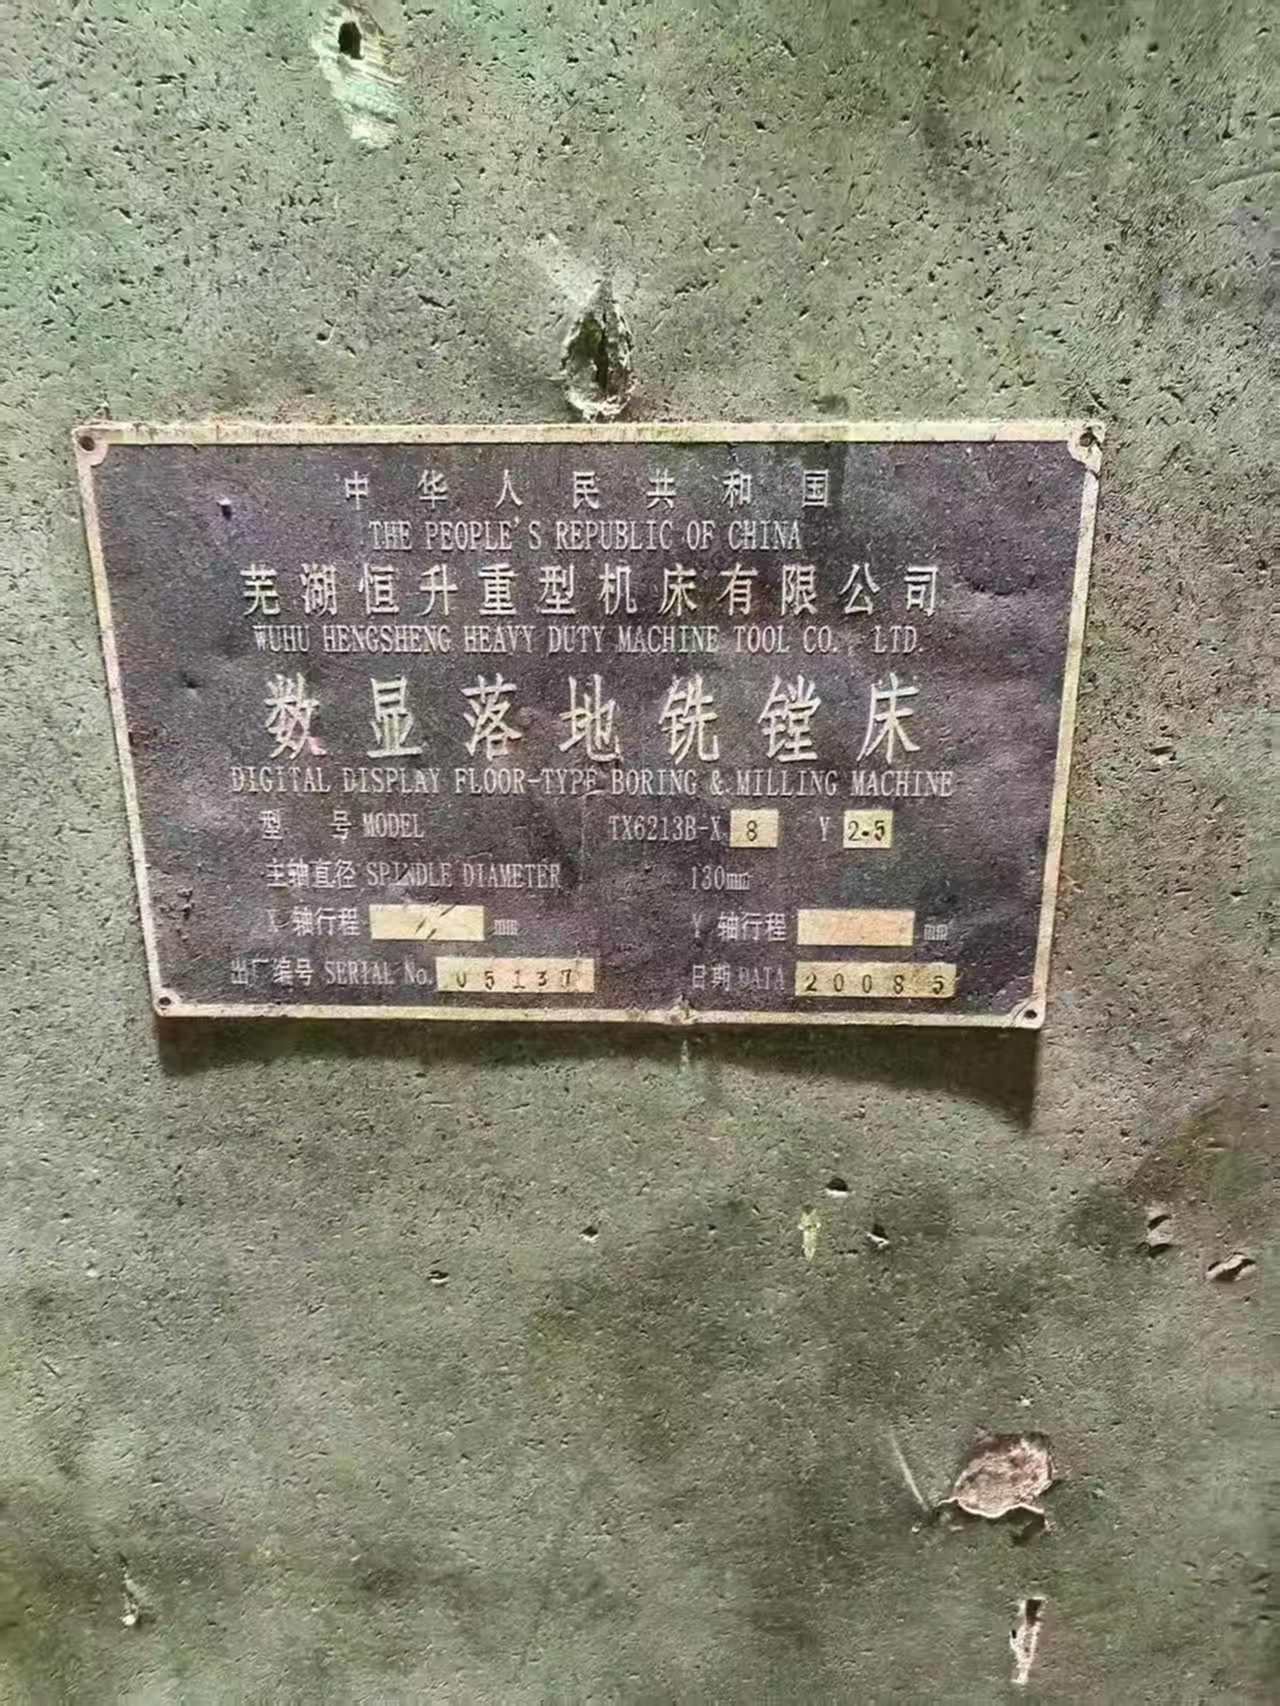 中华人民共和国
THE PEOPLE'S REPUBLIC OF CHINA
芜湖恒升重型机床有限公司
WUHU HENGSHENG HEAVY DUTY MACHINE TOOL CO., LTD.
数显落地铣镗床
DIGITAL DISPLAY FLOOR-TYPE BORING & MILLING MACHINE
型 号 MODEL TX6213B-X 8 Y 2.5
主轴直径 SPINDLE DIAMETER 130mm
X 轴行程 mm Y 轴行程 mm
出厂编号 SERIAL No. 05137 日期 DATA 2008 5